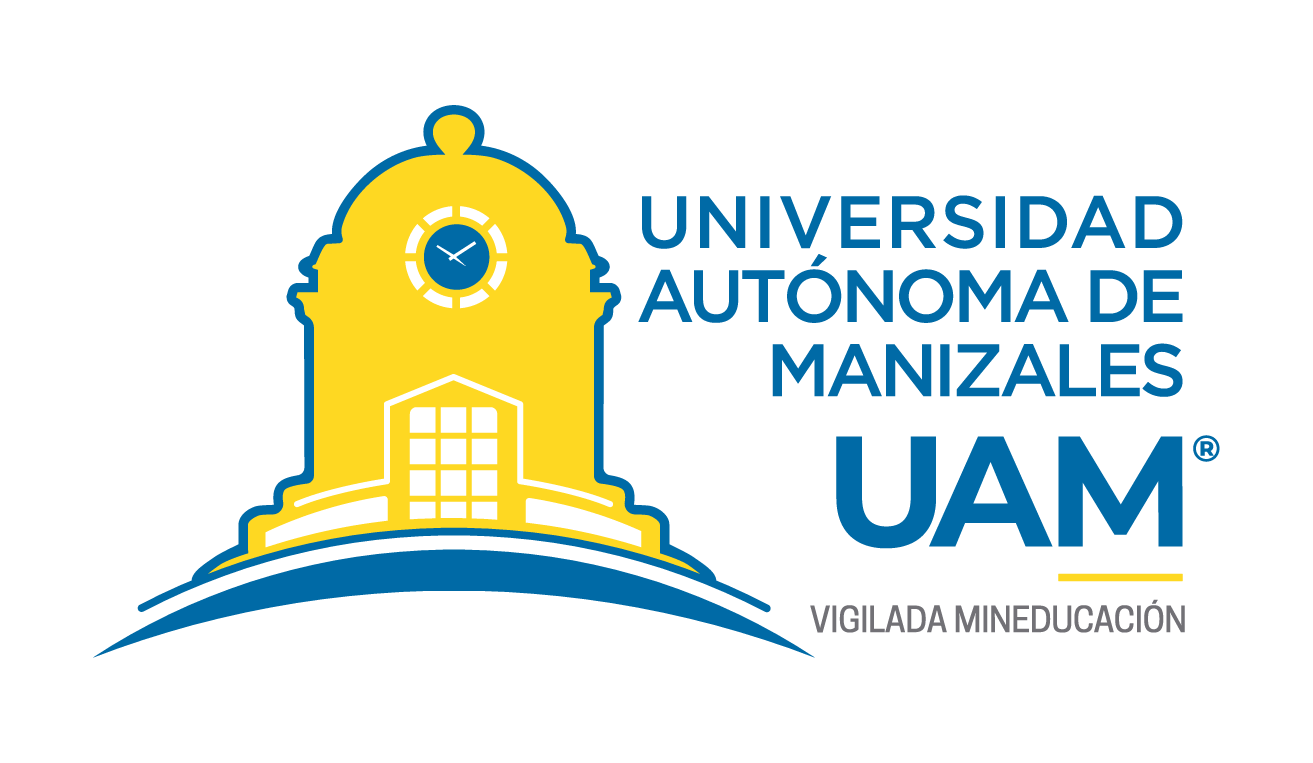 UNIVERSIDAD
AUTÓNOMA DE
MANIZALES
UAM®
VIGILADA MINEDUCACIÓN